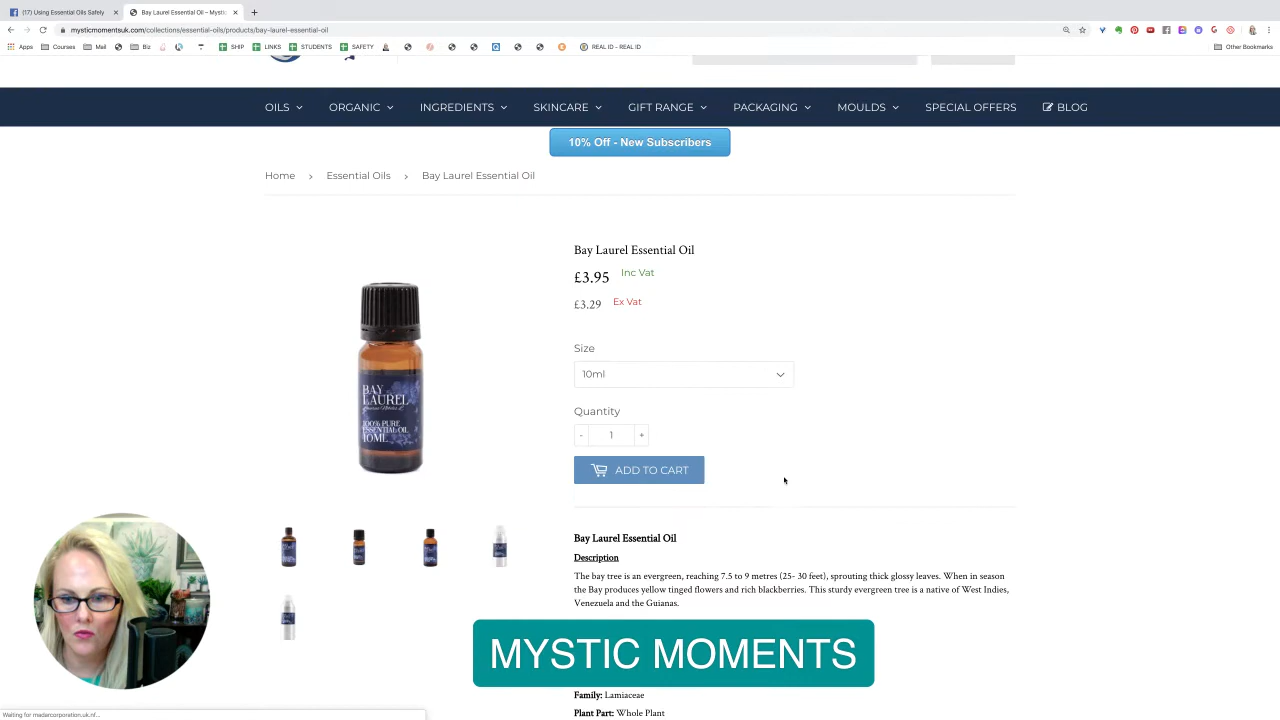 (17) Using Essential Oils Safely
Bay Laurel Essential Oil – Mystic
mysticmomentsuk.com/collections/essential-oils/products/bay-laurel-essential-oil
Apps Courses Mail Biz SHIP LINKS STUDENTS SAFETY REAL ID - REAL ID Other Bookmarks
OILS ORGANIC INGREDIENTS SKINCARE GIFT RANGE PACKAGING MOULDS SPECIAL OFFERS BLOG
10% Off - New Subscribers
Home › Essential Oils › Bay Laurel Essential Oil
Bay Laurel Essential Oil
£3.95 Inc Vat
£3.29 Ex Vat
Size
10ml
Quantity
- 1 +
ADD TO CART
BAY
LAUREL
100% PURE
ESSENTIAL OIL
10ML
Bay Laurel Essential Oil
Description
The bay tree is an evergreen, reaching 7.5 to 9 metres (25- 30 feet), sprouting thick glossy leaves. When in season
the Bay produces yellow tinged flowers and rich blackberries. This sturdy evergreen tree is a native of West Indies,
Venezuela and the Guianas.
MYSTIC MOMENTS
Family: Lamiaceae
Plant Part: Whole Plant
Waiting for madarcorporation.uk.nf...